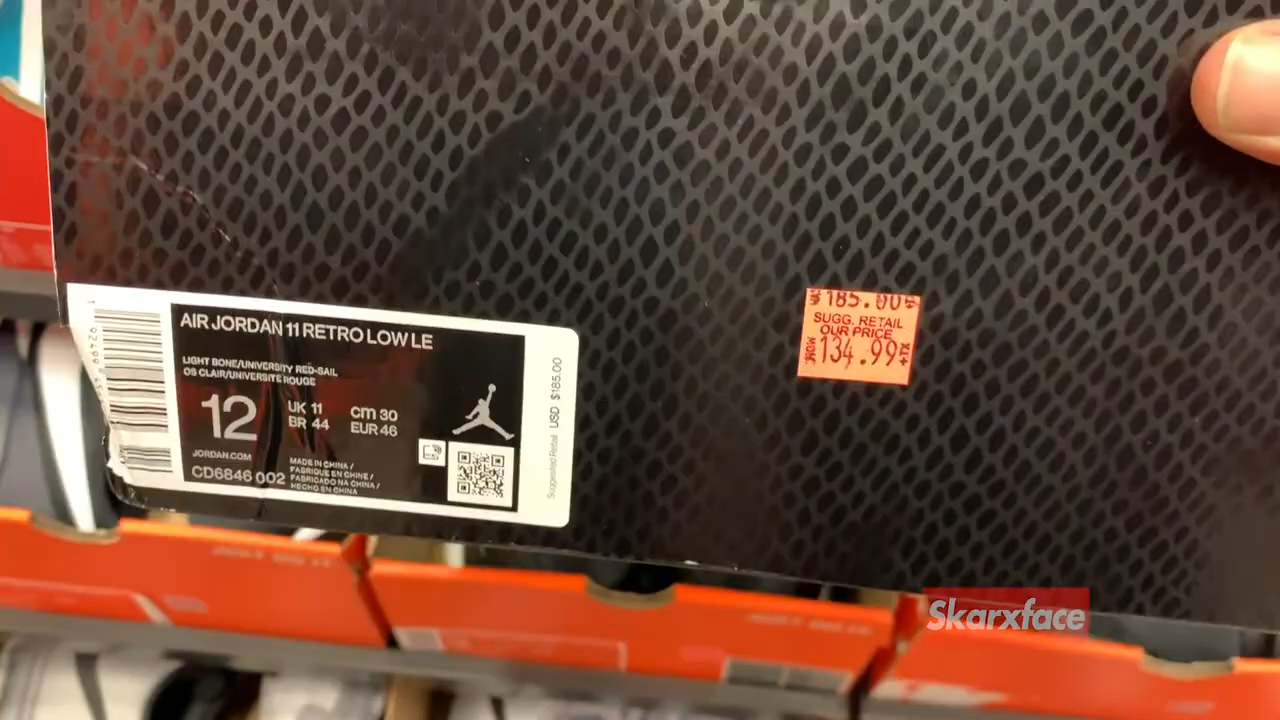 AIR JORDAN 11 RETRO LOW LE
LIGHT BONE/UNIVERSITY RED-SAIL
OS CLAIR/UNIVERSITE ROUGE
12
UK 11
BR 44
cm 30
EUR 46
JORDAN.COM
CD6846 002
MADE IN CHINA /
FABRIQUE EN CHINE /
FABRICADO NA CHINA /
HECHO EN CHINA
Suggested Retail USD $185.00
$185.00
SUGG. RETAIL
OUR PRICE
134.99
Skarxface